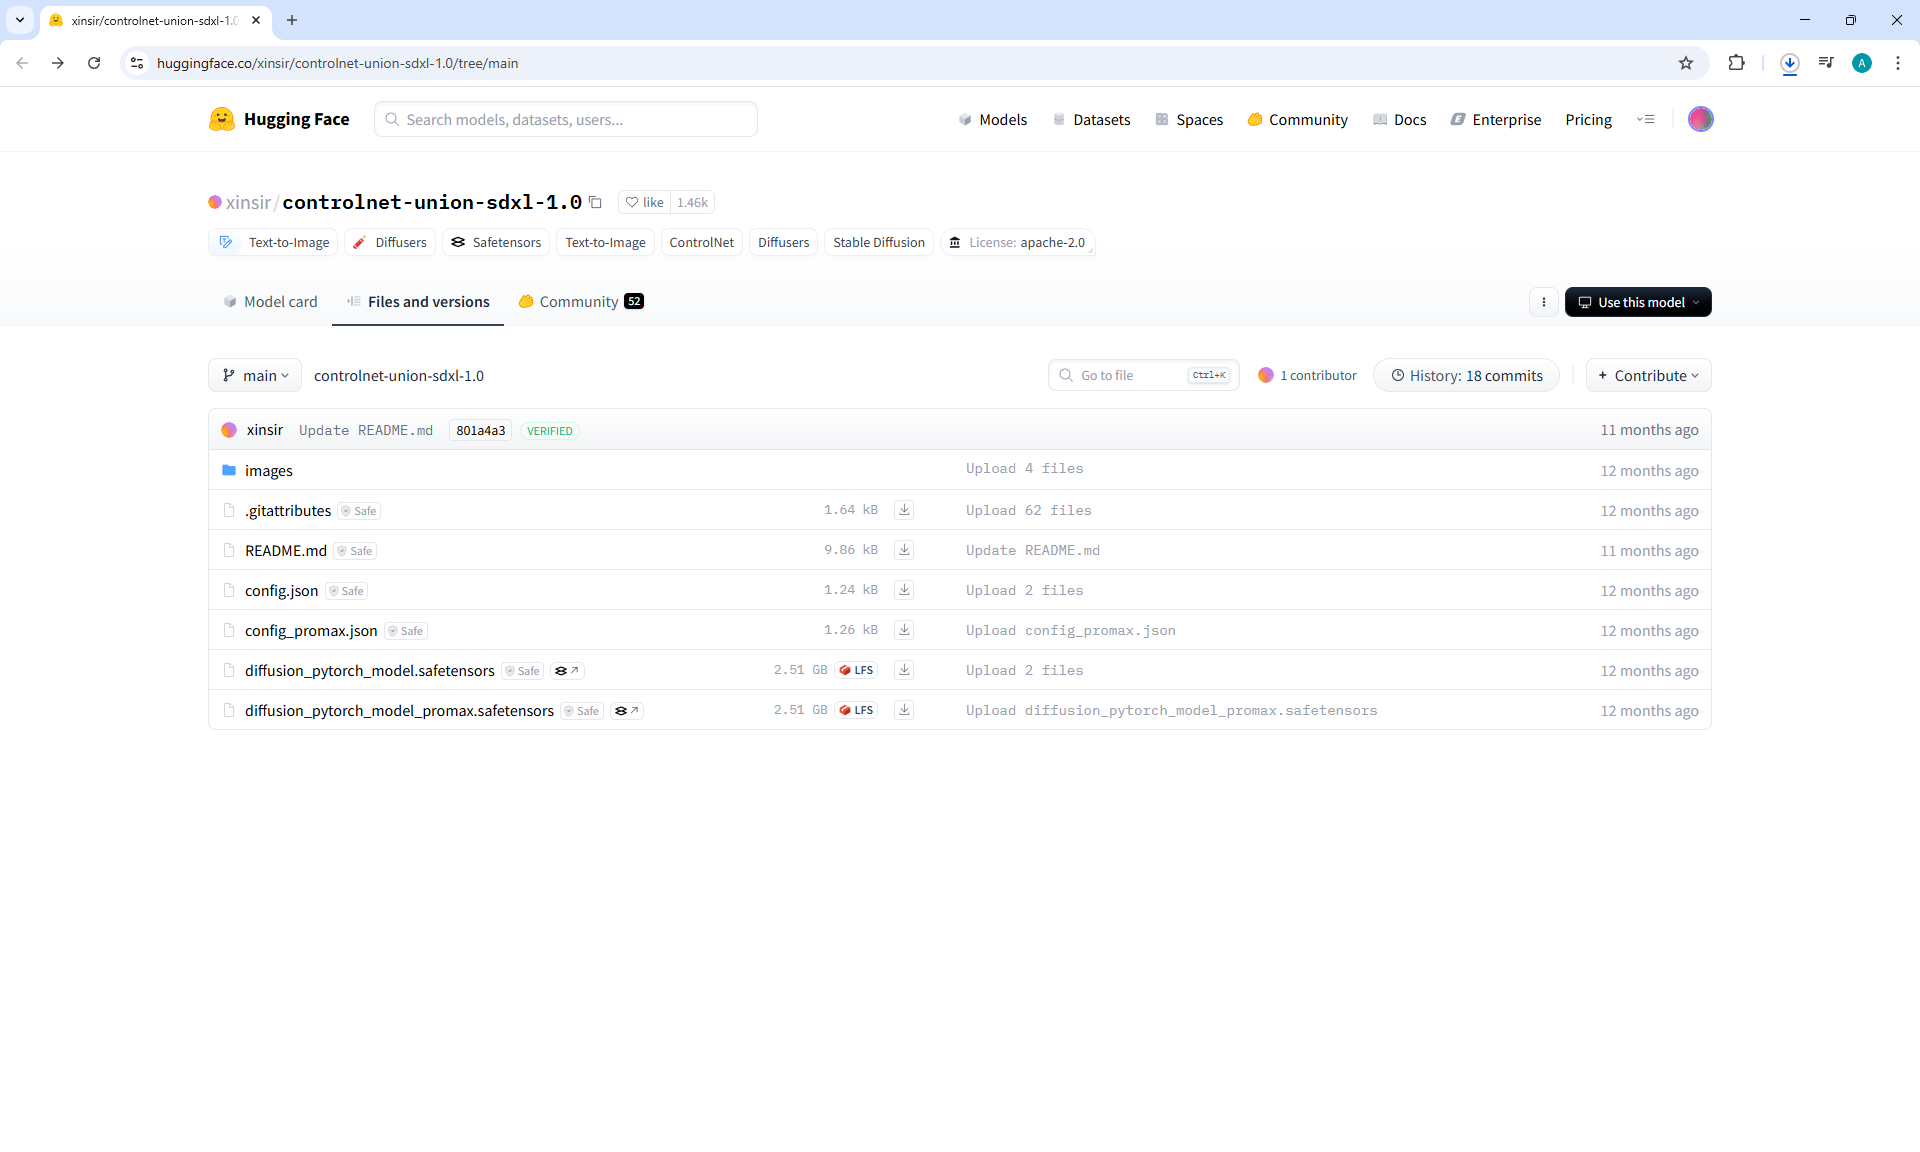 xinsir/controlnet-union-sdxl-1.0
huggingface.co/xinsir/controlnet-union-sdxl-1.0/tree/main
A
Hugging Face
Search models, datasets, users...
Models
Datasets
Spaces
Community
Docs
Enterprise
Pricing
xinsir/controlnet-union-sdxl-1.0
like 1.46k
Text-to-Image
Diffusers
Safetensors
Text-to-Image
ControlNet
Diffusers
Stable Diffusion
License: apache-2.0
Model card
Files and versions
Community 52
Use this model
main
controlnet-union-sdxl-1.0
Go to file Ctrl+K
1 contributor
History: 18 commits
+ Contribute
xinsir Update README.md 801a4a3 VERIFIED 11 months ago
images Upload 4 files 12 months ago
.gitattributes Safe 1.64 kB Upload 62 files 12 months ago
README.md Safe 9.86 kB Update README.md 11 months ago
config.json Safe 1.24 kB Upload 2 files 12 months ago
config_promax.json Safe 1.26 kB Upload config_promax.json 12 months ago
diffusion_pytorch_model.safetensors Safe 2.51 GB LFS Upload 2 files 12 months ago
diffusion_pytorch_model_promax.safetensors Safe 2.51 GB LFS Upload diffusion_pytorch_model_promax.safetensors 12 months ago